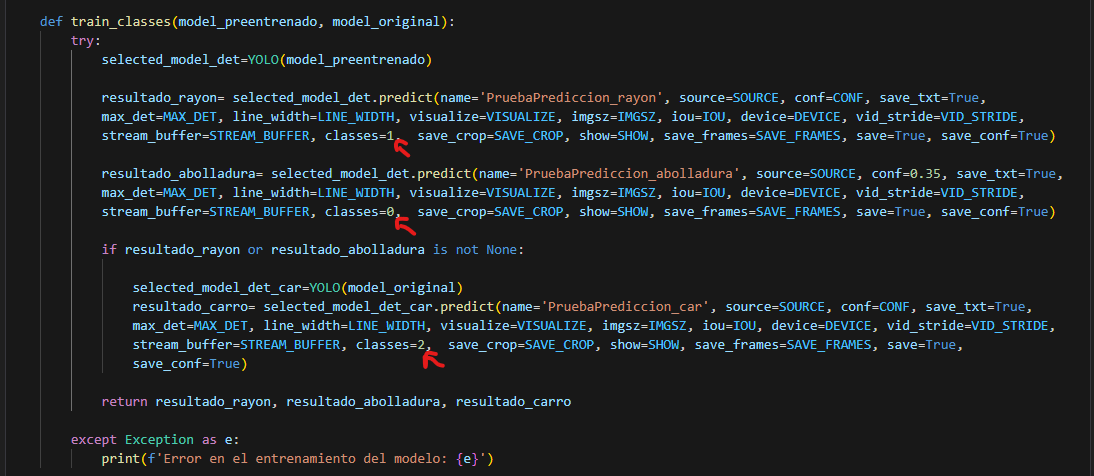 def train_classes(model_preentrenado, model_original):
try:
selected_model_det=YOLO(model_preentrenado)
resultado_rayon= selected_model_det.predict(name='PruebaPrediccion_rayon', source=SOURCE, conf=CONF, save_txt=True,
max_det=MAX_DET, line_width=LINE_WIDTH, visualize=VISUALIZE, imgsz=IMGSZ, iou=IOU, device=DEVICE, vid_stride=VID_STRIDE,
stream_buffer=STREAM_BUFFER, classes=1,  save_crop=SAVE_CROP, show=SHOW, save_frames=SAVE_FRAMES, save=True, save_conf=True)
resultado_abolladura= selected_model_det.predict(name='PruebaPrediccion_abolladura', source=SOURCE, conf=0.35, save_txt=True,
max_det=MAX_DET, line_width=LINE_WIDTH, visualize=VISUALIZE, imgsz=IMGSZ, iou=IOU, device=DEVICE, vid_stride=VID_STRIDE,
stream_buffer=STREAM_BUFFER, classes=0,  save_crop=SAVE_CROP, show=SHOW, save_frames=SAVE_FRAMES, save=True, save_conf=True)
if resultado_rayon or resultado_abolladura is not None:
selected_model_det_car=YOLO(model_original)
resultado_carro= selected_model_det_car.predict(name='PruebaPrediccion_car', source=SOURCE, conf=CONF, save_txt=True,
max_det=MAX_DET, line_width=LINE_WIDTH, visualize=VISUALIZE, imgsz=IMGSZ, iou=IOU, device=DEVICE, vid_stride=VID_STRIDE,
stream_buffer=STREAM_BUFFER, classes=2,  save_crop=SAVE_CROP, show=SHOW, save_frames=SAVE_FRAMES, save=True,
save_conf=True)
return resultado_rayon, resultado_abolladura, resultado_carro
except Exception as e:
print(f'Error en el entrenamiento del modelo: {e}')